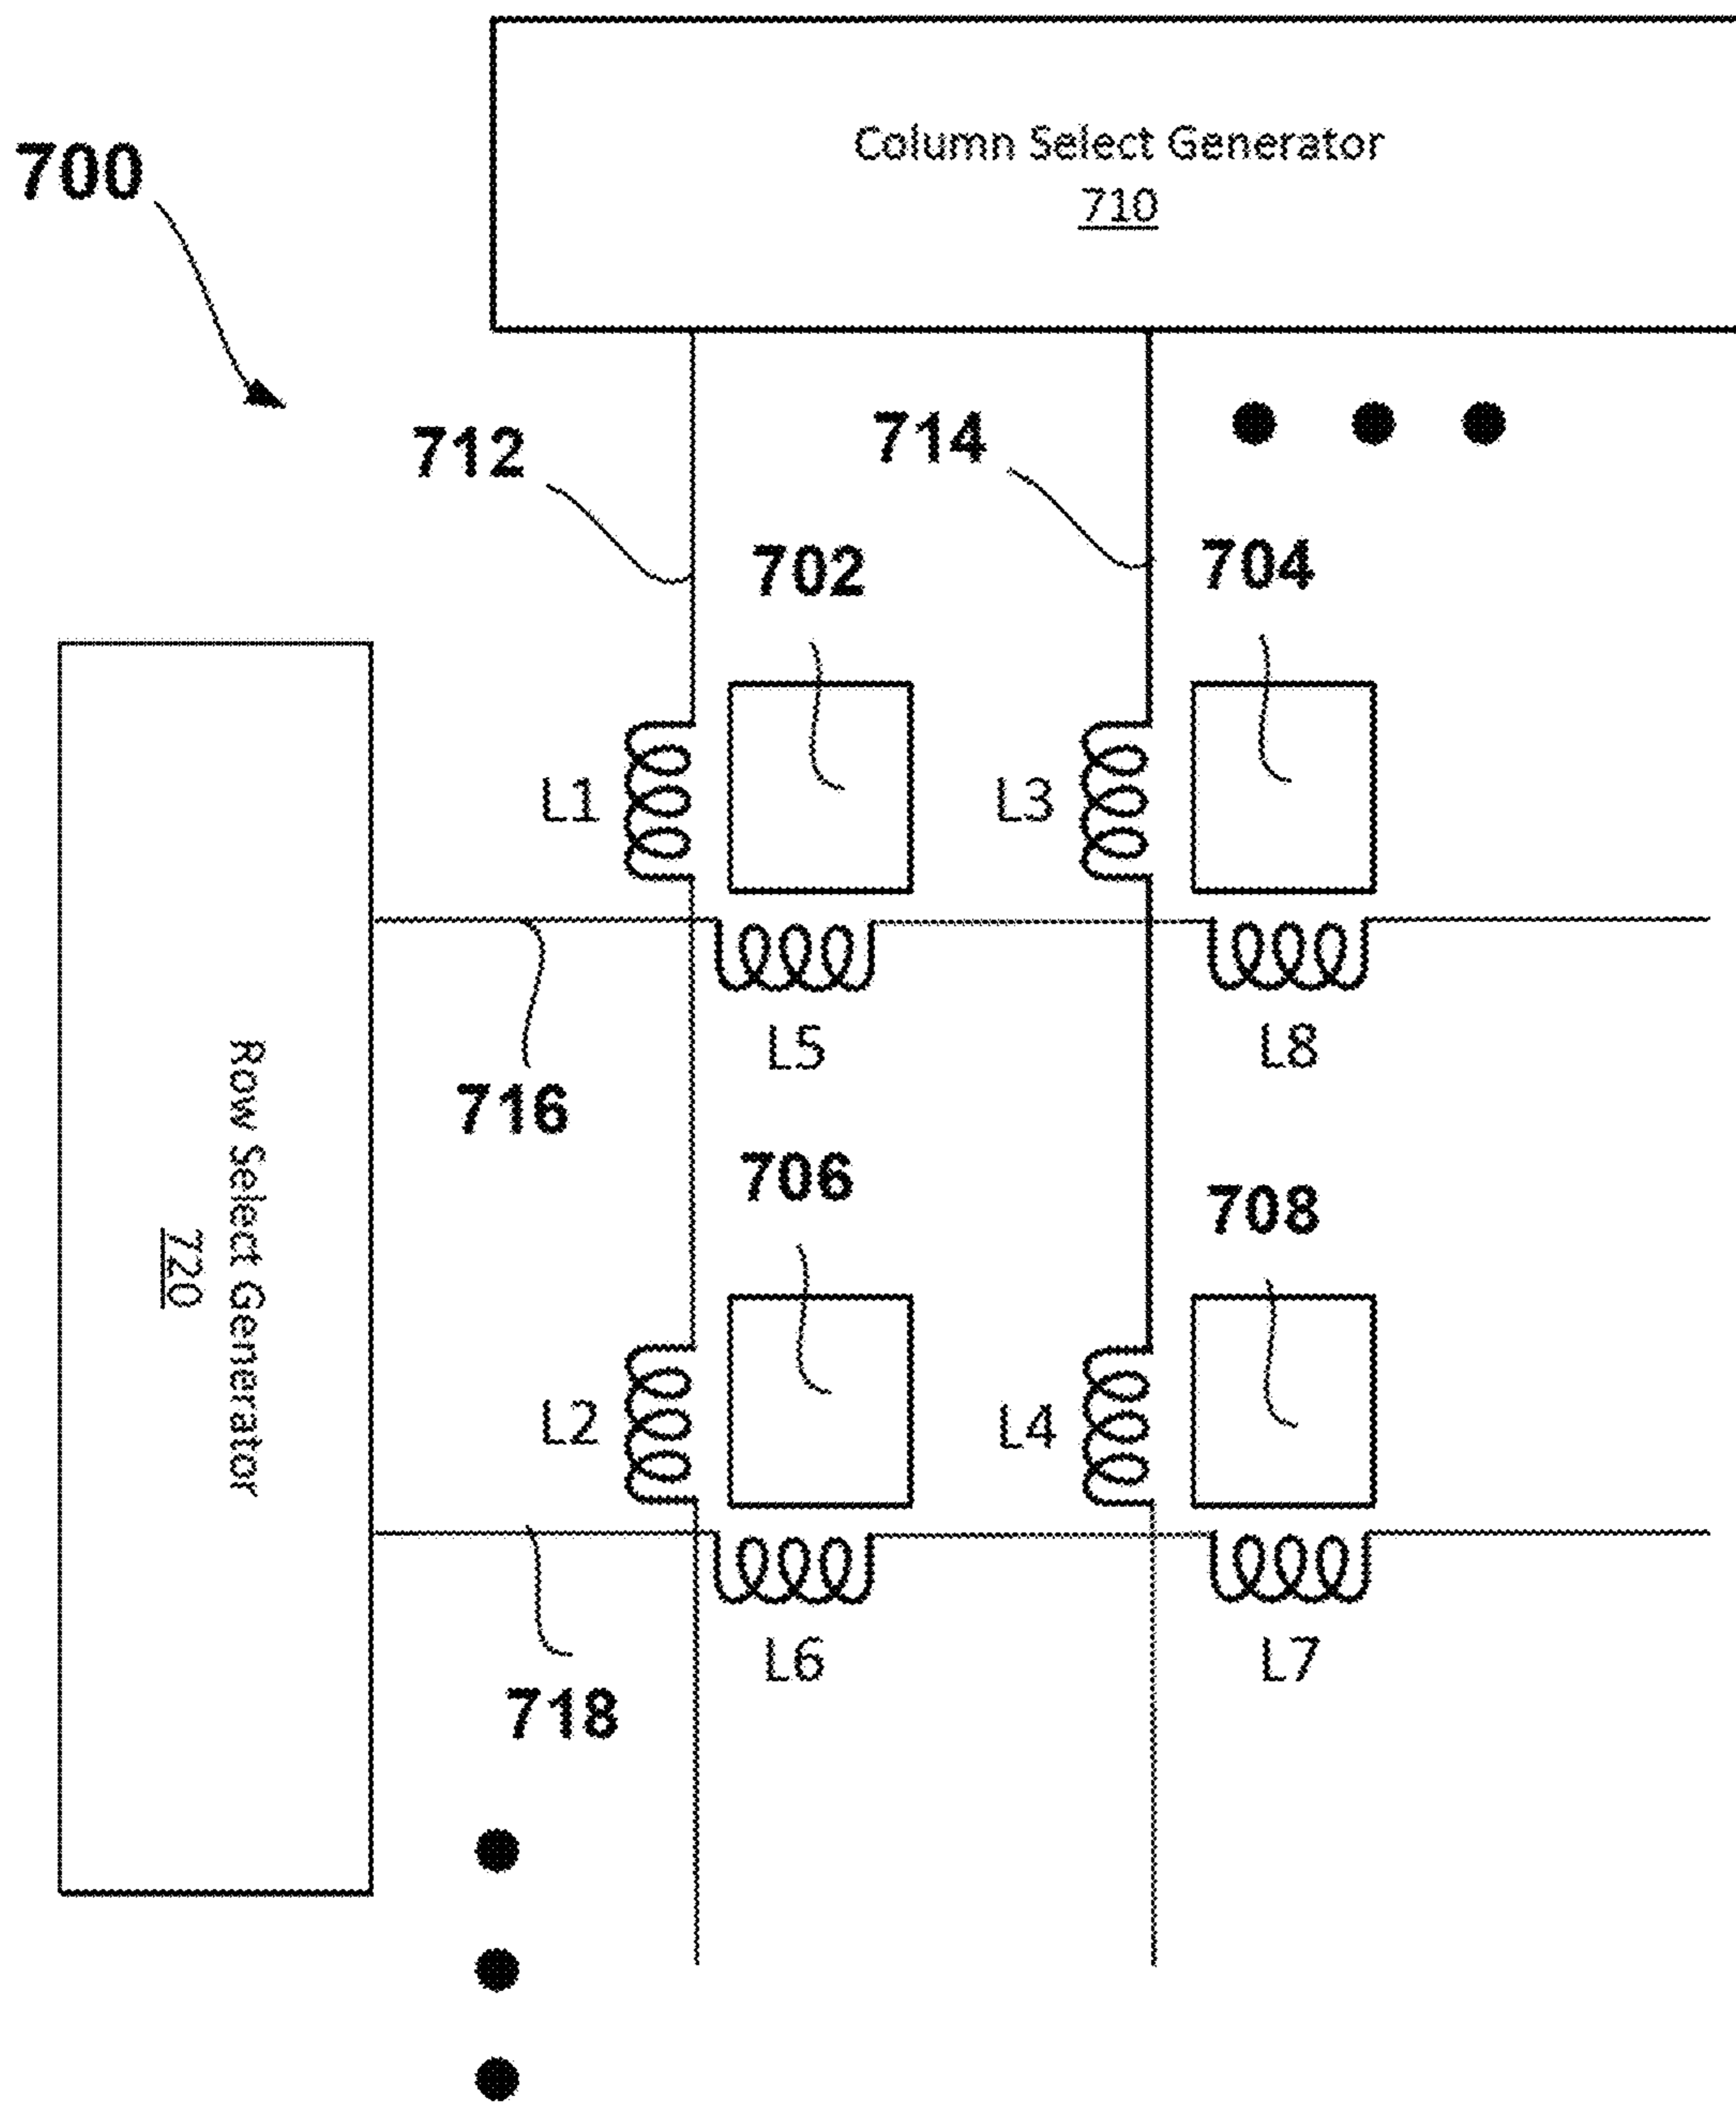 Column Select Generator
710
700
712
714
702
704
L1
L3
L5
L8
716
706
708
Row Select Generator
720
L2
L4
L6
L7
718